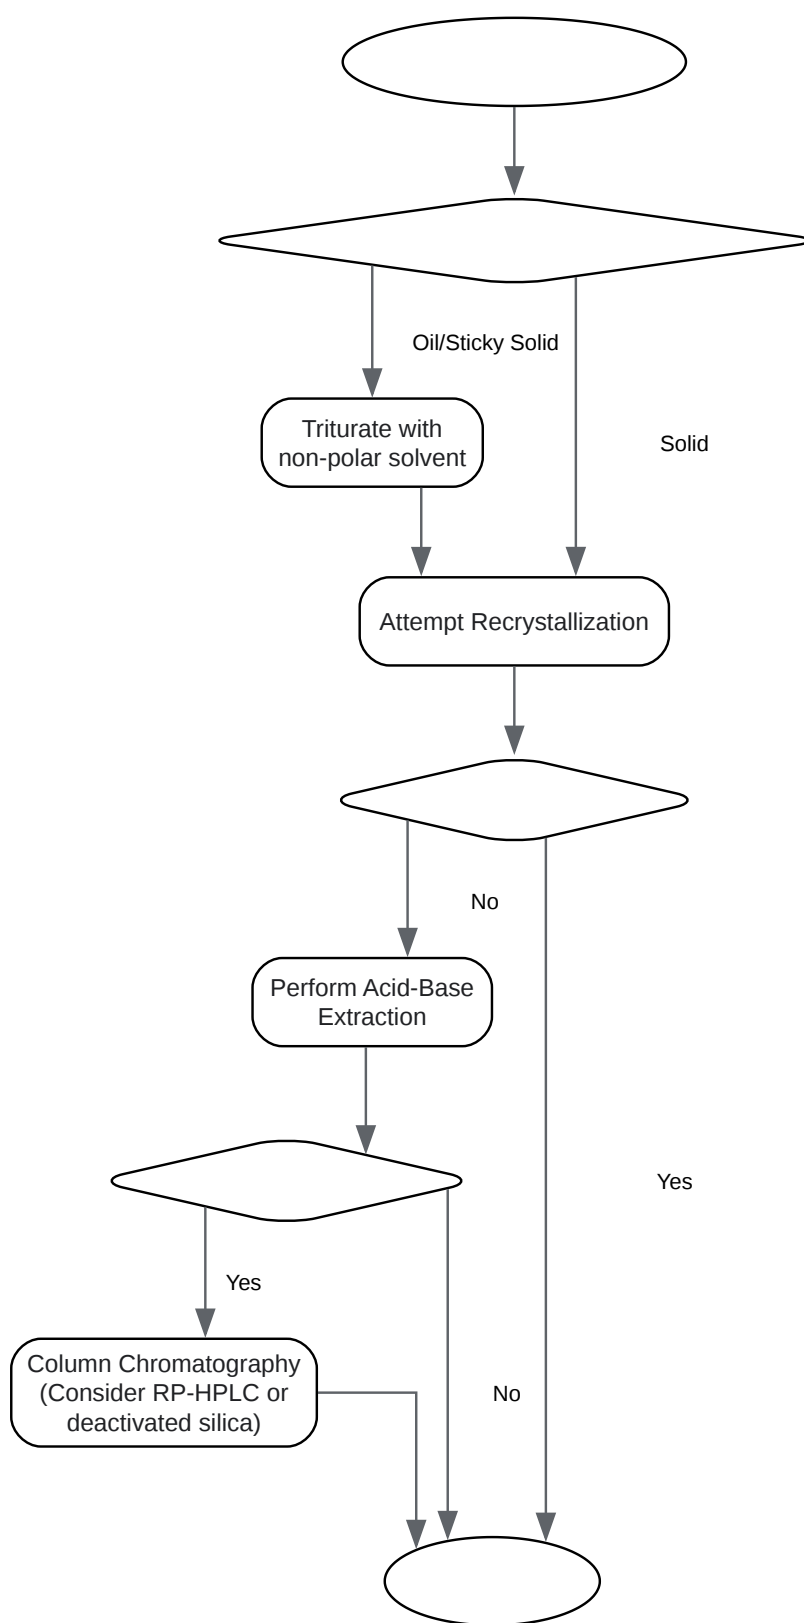 Oil/Sticky Solid
Triturate with
non-polar solvent
Solid
Attempt Recrystallization
No
Perform Acid-Base
Extraction
Yes
Yes
Column Chromatography
(Consider RP-HPLC or
deactivated silica)
No